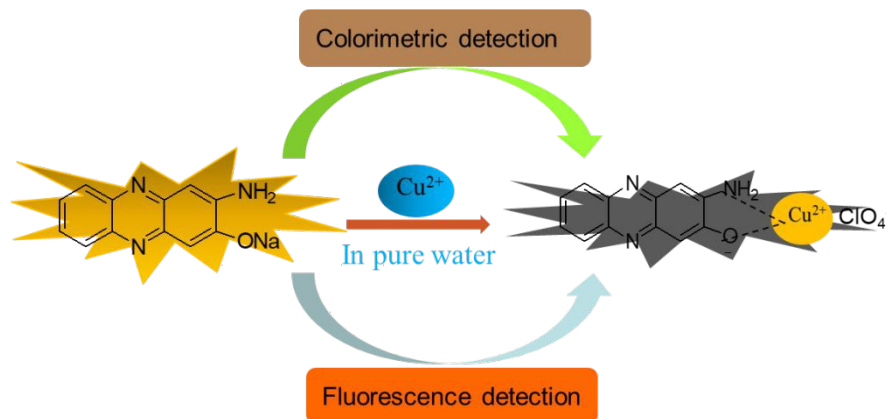 Colorimetric detection
N
NH₂
N
ONa
Cu²⁺
In pure water
N
NH₂
N
O
Cu²⁺
ClO₄
Fluorescence detection